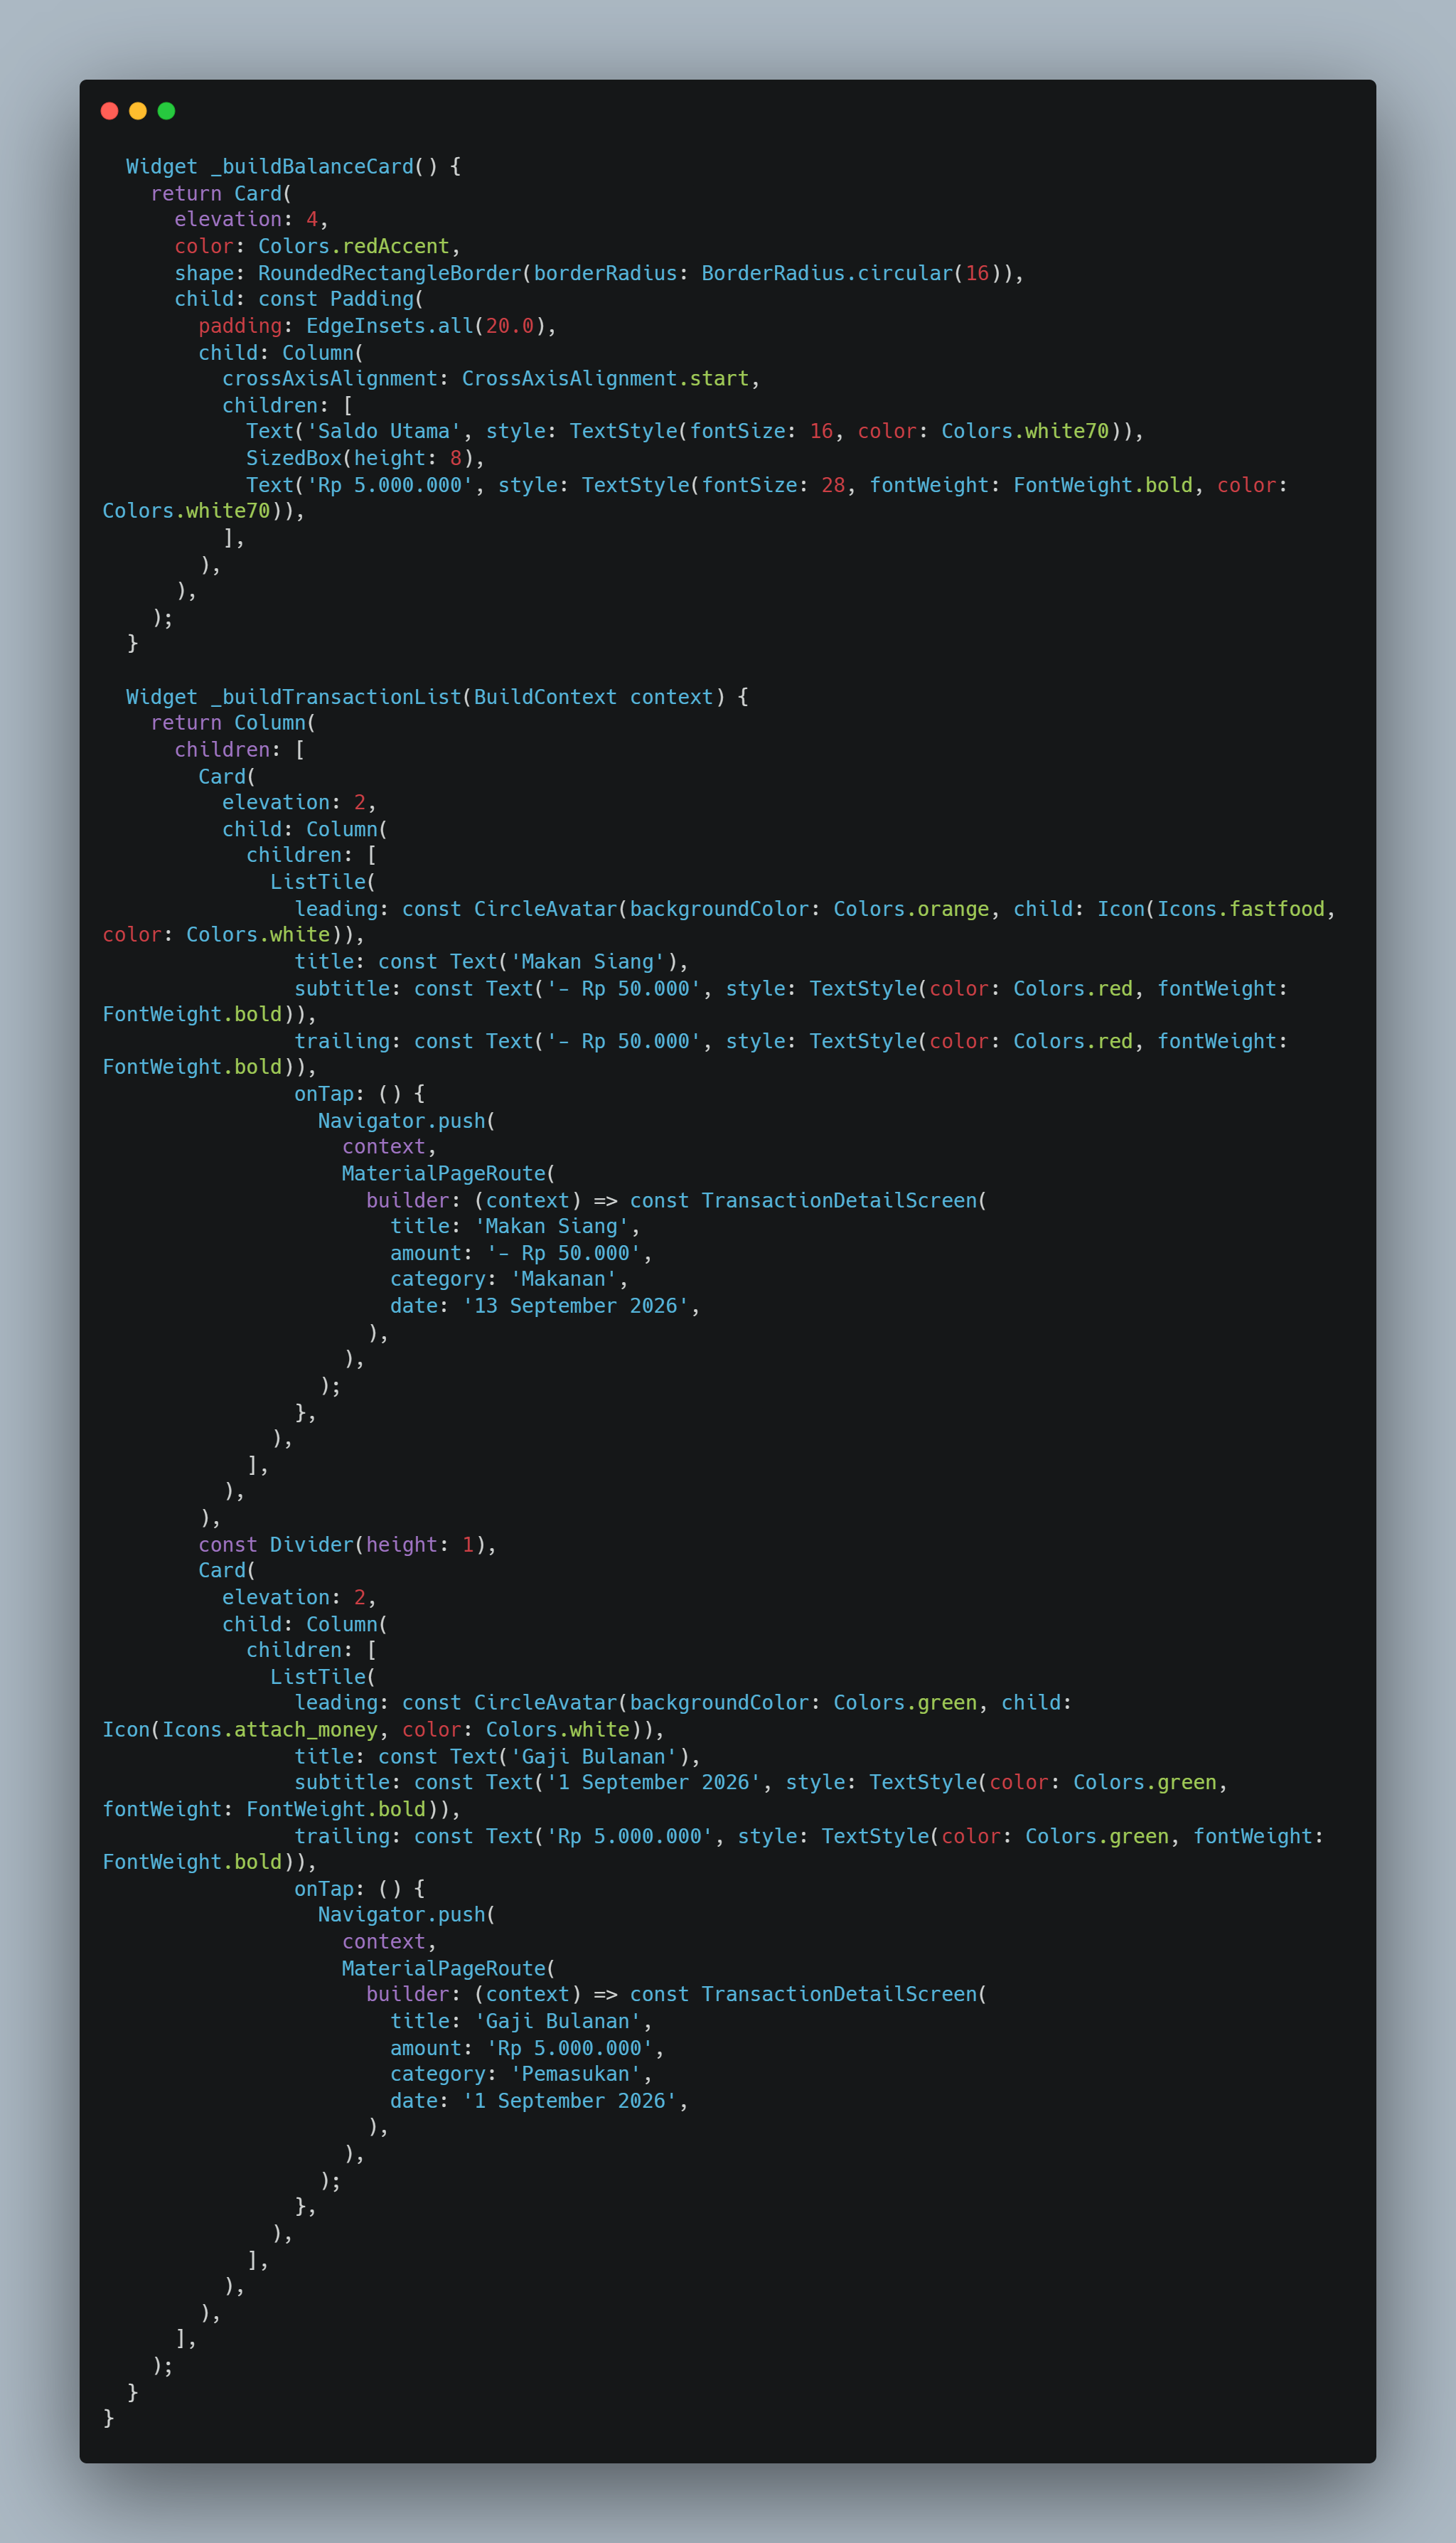 Widget _buildBalanceCard() {
    return Card(
      elevation: 4,
      color: Colors.redAccent,
      shape: RoundedRectangleBorder(borderRadius: BorderRadius.circular(16)),
      child: const Padding(
        padding: EdgeInsets.all(20.0),
        child: Column(
          crossAxisAlignment: CrossAxisAlignment.start,
          children: [
            Text('Saldo Utama', style: TextStyle(fontSize: 16, color: Colors.white70)),
            SizedBox(height: 8),
            Text('Rp 5.000.000', style: TextStyle(fontSize: 28, fontWeight: FontWeight.bold, color:
Colors.white70)),
          ],
        ),
      ),
    );
  }

  Widget _buildTransactionList(BuildContext context) {
    return Column(
      children: [
        Card(
          elevation: 2,
          child: Column(
            children: [
              ListTile(
                leading: const CircleAvatar(backgroundColor: Colors.orange, child: Icon(Icons.fastfood,
color: Colors.white)),
                title: const Text('Makan Siang'),
                subtitle: const Text('- Rp 50.000', style: TextStyle(color: Colors.red, fontWeight:
FontWeight.bold)),
                trailing: const Text('- Rp 50.000', style: TextStyle(color: Colors.red, fontWeight:
FontWeight.bold)),
                onTap: () {
                  Navigator.push(
                    context,
                    MaterialPageRoute(
                      builder: (context) => const TransactionDetailScreen(
                        title: 'Makan Siang',
                        amount: '- Rp 50.000',
                        category: 'Makanan',
                        date: '13 September 2026',
                      ),
                    ),
                  );
                },
              ),
            ],
          ),
        ),
        const Divider(height: 1),
        Card(
          elevation: 2,
          child: Column(
            children: [
              ListTile(
                leading: const CircleAvatar(backgroundColor: Colors.green, child:
Icon(Icons.attach_money, color: Colors.white)),
                title: const Text('Gaji Bulanan'),
                subtitle: const Text('1 September 2026', style: TextStyle(color: Colors.green,
fontWeight: FontWeight.bold)),
                trailing: const Text('Rp 5.000.000', style: TextStyle(color: Colors.green, fontWeight:
FontWeight.bold)),
                onTap: () {
                  Navigator.push(
                    context,
                    MaterialPageRoute(
                      builder: (context) => const TransactionDetailScreen(
                        title: 'Gaji Bulanan',
                        amount: 'Rp 5.000.000',
                        category: 'Pemasukan',
                        date: '1 September 2026',
                      ),
                    ),
                  );
                },
              ),
            ],
          ),
        ),
      ],
    );
  }
}